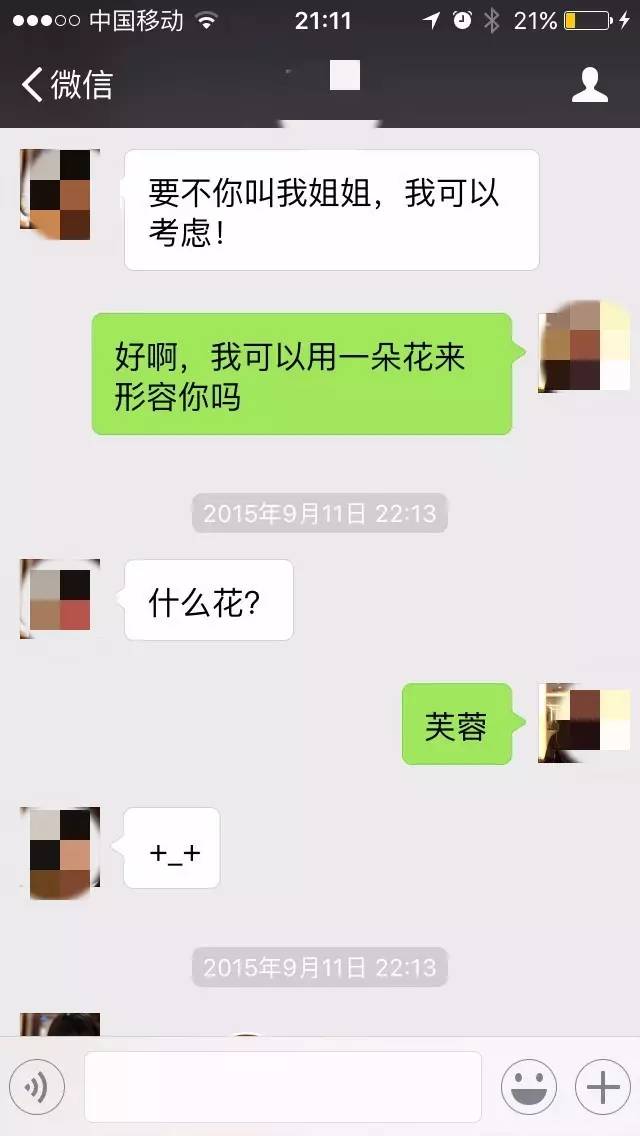 中国移动 21:11 21%
微信
要不你叫我姐姐，我可以
考虑！
好啊，我可以用一朵花来
形容你吗
2015年9月11日 22:13
什么花？
芙蓉
+_+
2015年9月11日 22:13